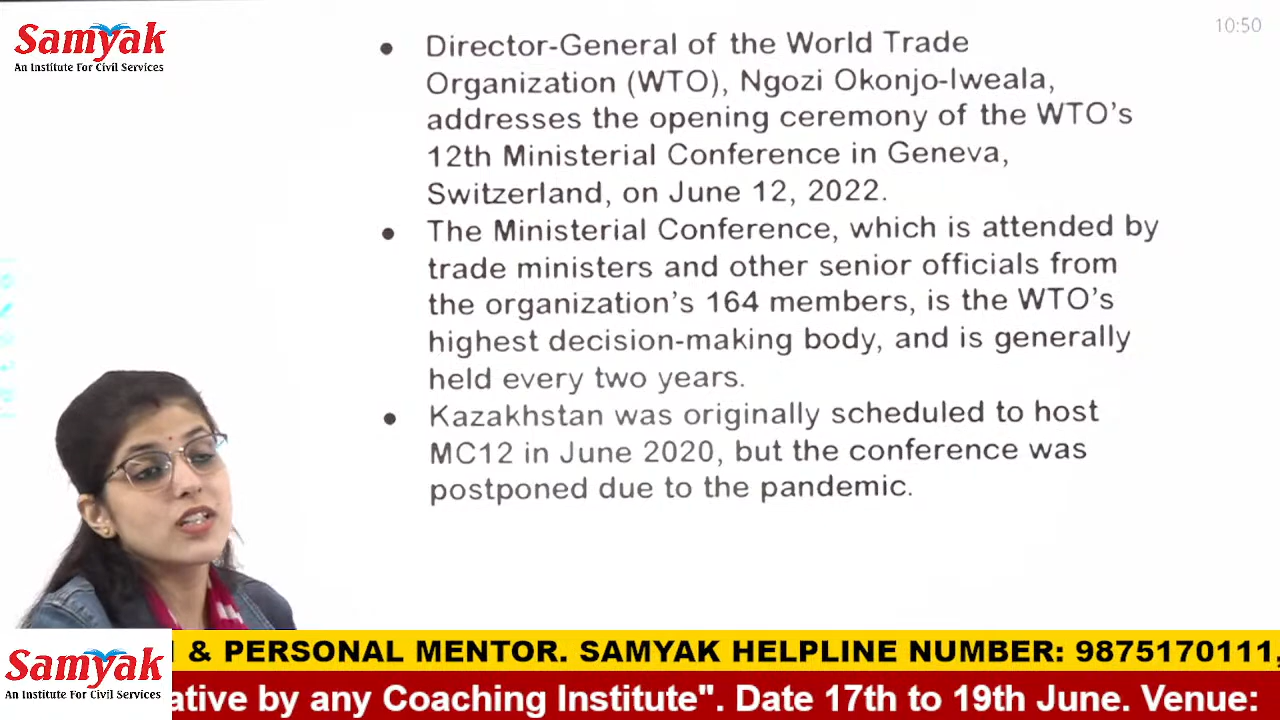 Samyak
An Institute For Civil Services
10:50
● Director-General of the World Trade
Organization (WTO), Ngozi Okonjo-Iweala,
addresses the opening ceremony of the WTO's
12th Ministerial Conference in Geneva,
Switzerland, on June 12, 2022.
● The Ministerial Conference, which is attended by
trade ministers and other senior officials from
the organization's 164 members, is the WTO's
highest decision-making body, and is generally
held every two years.
● Kazakhstan was originally scheduled to host
MC12 in June 2020, but the conference was
postponed due to the pandemic.
Samyak
An Institute For Civil Services
& PERSONAL MENTOR. SAMYAK HELPLINE NUMBER: 9875170111,
ative by any Coaching Institute". Date 17th to 19th June. Venue: